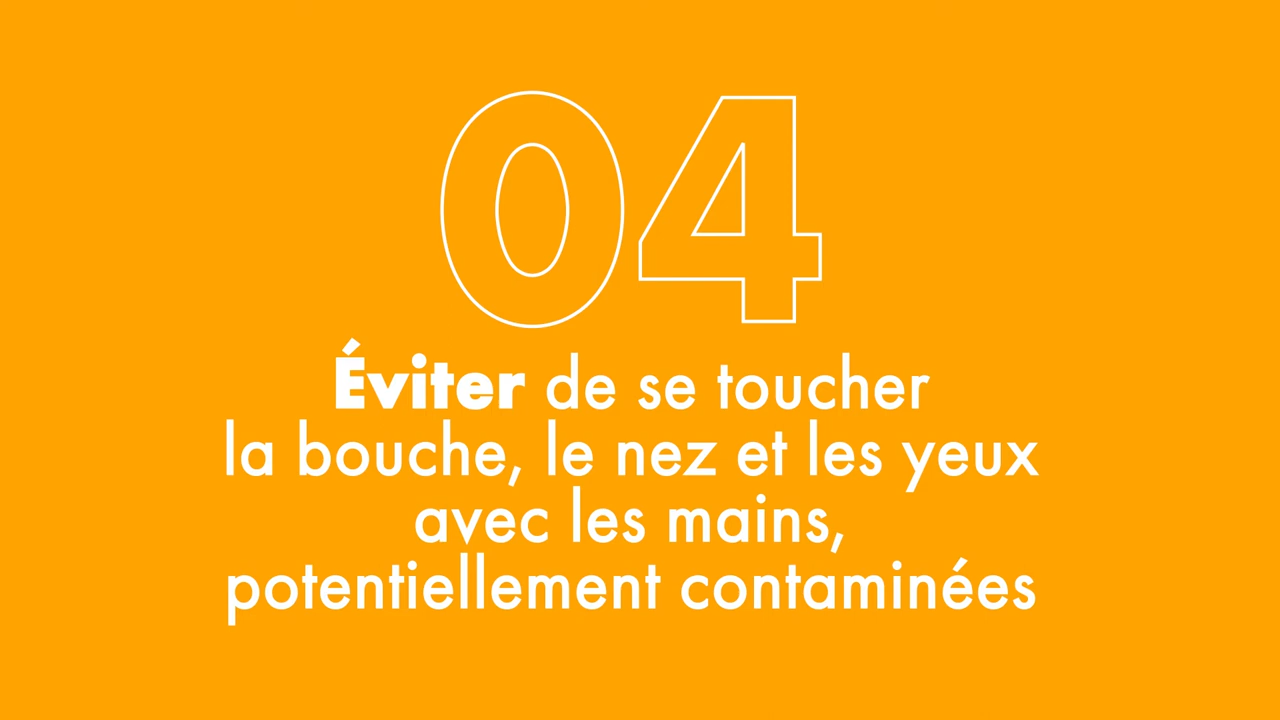 04
Éviter de se toucher
la bouche, le nez et les yeux
avec les mains,
potentiellement contaminées